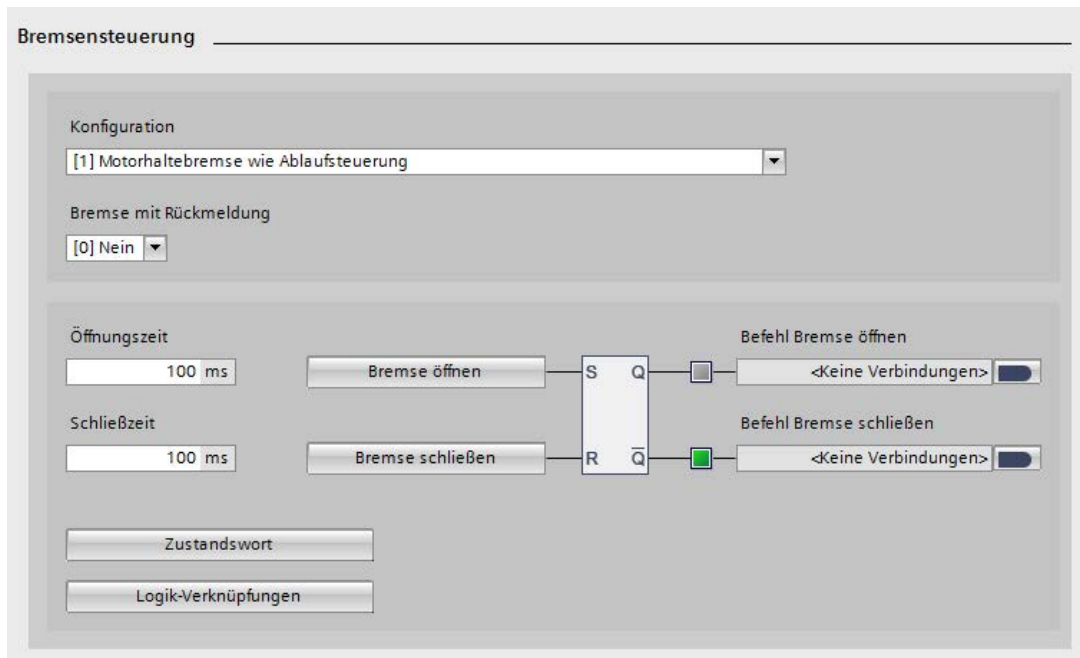 Bremsensteuerung
Konfiguration
[1] Motorhaltebremse wie Ablaufsteuerung
Bremse mit Rückmeldung
[0] Nein
Öffnungszeit
100 ms
Bremse öffnen
S Q
Befehl Bremse öffnen
<Keine Verbindungen>
Schließzeit
100 ms
Bremse schließen
R Q̅
Befehl Bremse schließen
<Keine Verbindungen>
Zustandswort
Logik-Verknüpfungen